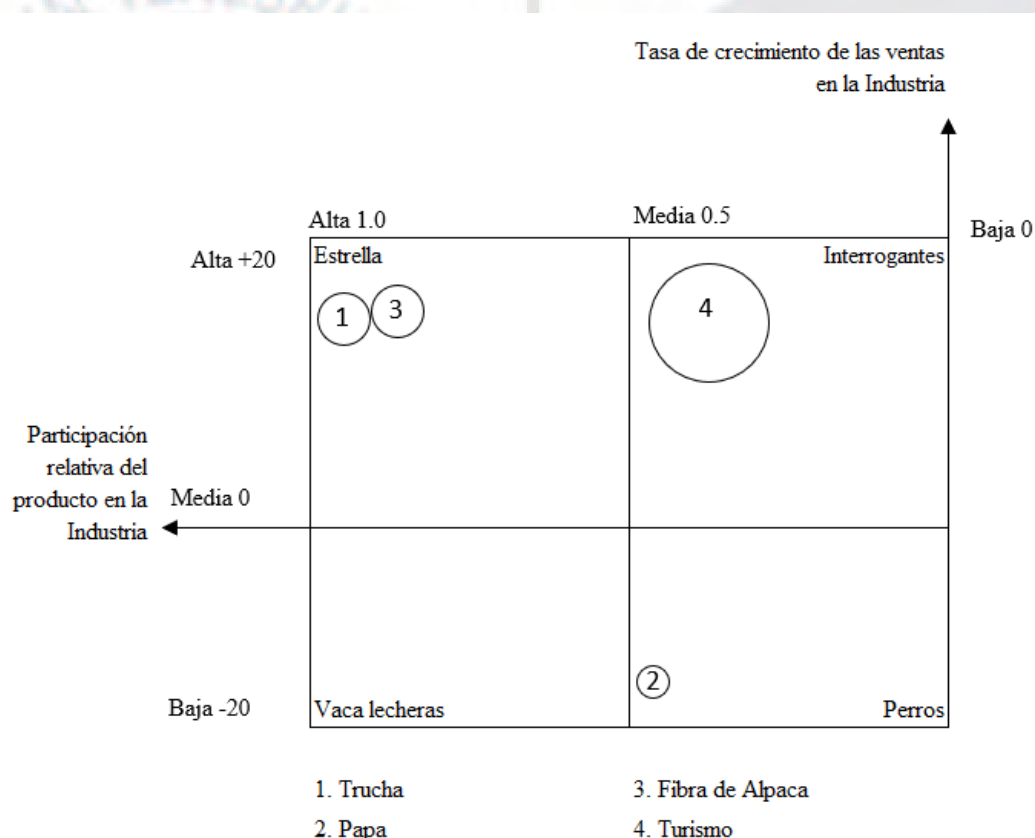 Tasa de crecimiento de las ventas
en la Industria
Alta 1.0
Media 0.5
Baja 0
Alta +20
Estrella
Interrogantes
1
3
4
Participación
relativa del
producto en la
Industria
Media 0
2
Baja -20
Vaca lecheras
Perros
1. Trucha
3. Fibra de Alpaca
2. Papa
4. Turismo